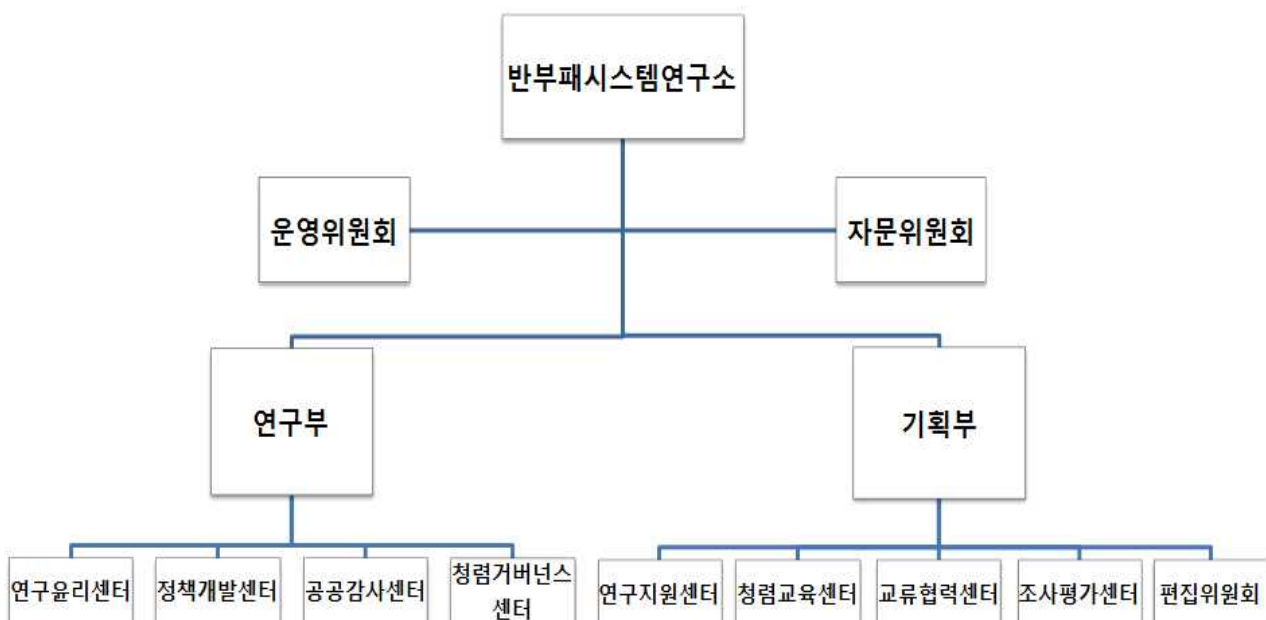 반부패시스템연구소
운영위원회
자문위원회
연구부
기획부
연구윤리센터
정책개발센터
공공감사센터
청렴거버넌스
센터
연구지원센터
청렴교육센터
교류협력센터
조사평가센터
편집위원회